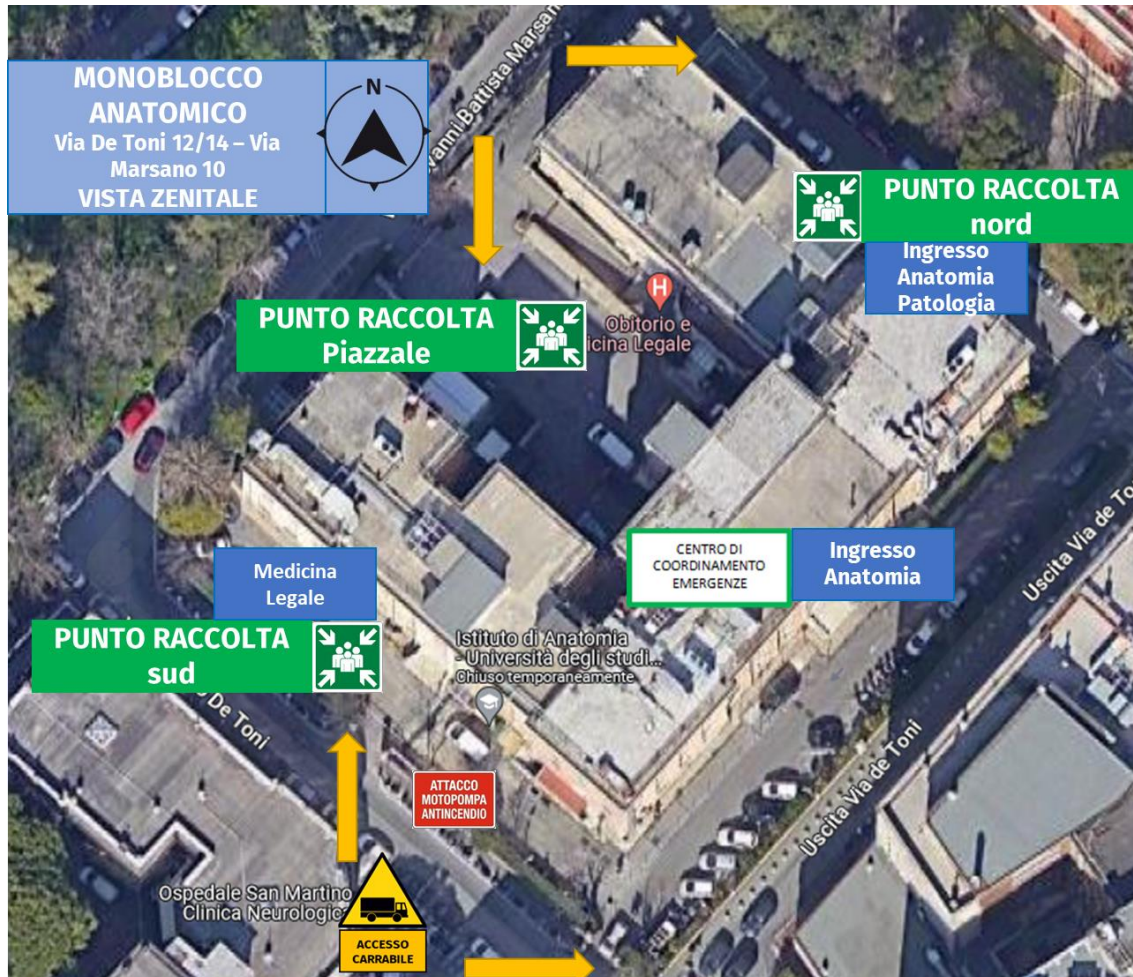 MONOBLOCCO
ANATOMICO
Via De Toni 12/14 – Via
Marsano 10
VISTA ZENITALE
N
vanni Battista Marsano
PUNTO RACCOLTA
nord
Ingresso
Anatomia
Patologia
PUNTO RACCOLTA
Piazzale
H
Obitorio e
icina Legale
CENTRO DI
COORDINAMENTO
EMERGENZE
Ingresso
Anatomia
Uscita Via de Toni
Medicina
Legale
PUNTO RACCOLTA
sud
Istituto di Anatomia
- Università degli studi...
Chiuso temporaneamente
De Toni
Uscita Via de Toni
ATTACCO
MOTOPOMPA
ANTINCENDIO
Ospedale San Martino
Clinica Neurologica
ACCESSO
CARRABILE